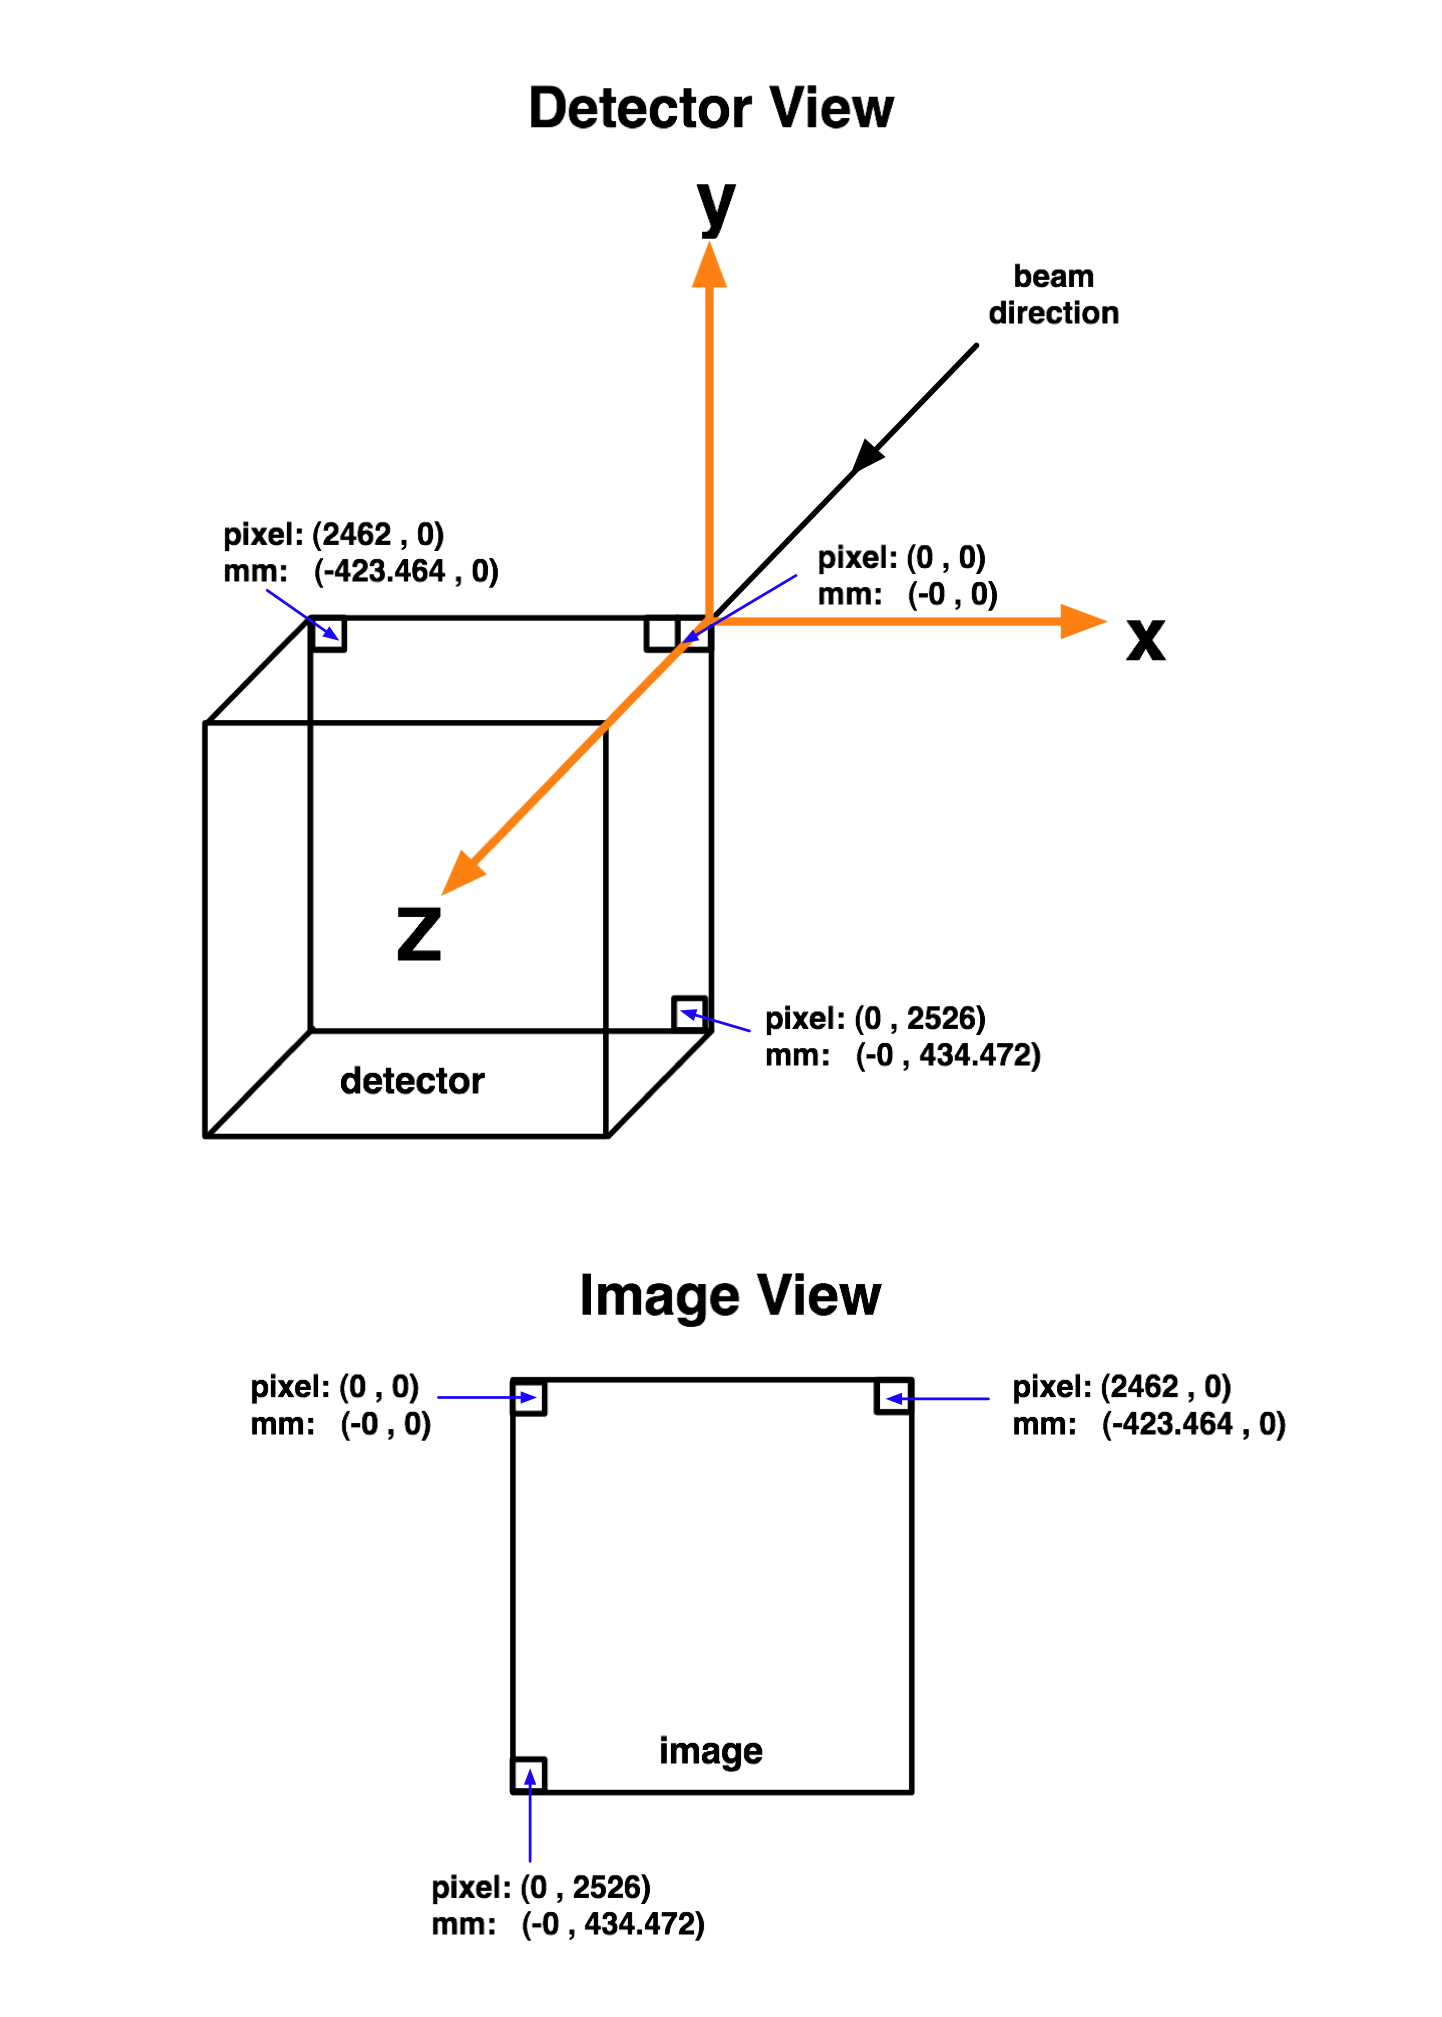 Detector View
y
beam
direction
pixel: (2462 , 0)
mm: (-423.464 , 0)
pixel: (0 , 0)
mm: (-0 , 0)
x
Z
pixel: (0 , 2526)
mm: (-0 , 434.472)
detector
Image View
pixel: (0 , 0)
mm: (-0 , 0)
pixel: (2462 , 0)
mm: (-423.464 , 0)
image
pixel: (0 , 2526)
mm: (-0 , 434.472)